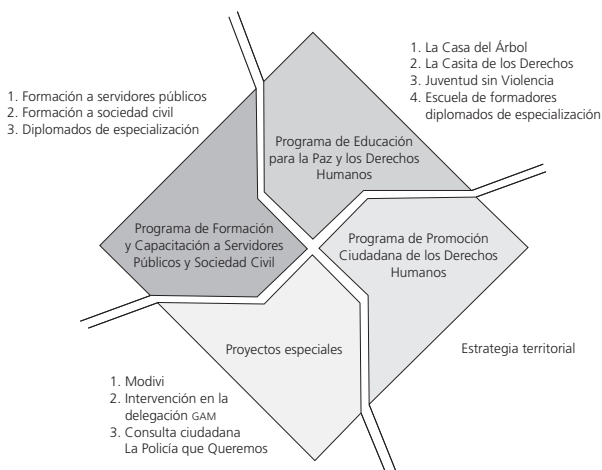 1. La Casa del Árbol
2. La Casita de los Derechos
3. Juventud sin Violencia
4. Escuela de formadores
diplomados de especialización
1. Formación a servidores públicos
2. Formación a sociedad civil
3. Diplomados de especialización
Programa de Educación
para la Paz y los Derechos
Humanos
Programa de Formación
y Capacitación a Servidores
Públicos y Sociedad Civil
Programa de Promoción
Ciudadana de los Derechos
Humanos
Proyectos especiales
Estrategia territorial
1. Modivi
2. Intervención en la
delegación GAM
3. Consulta ciudadana
La Policía que Queremos